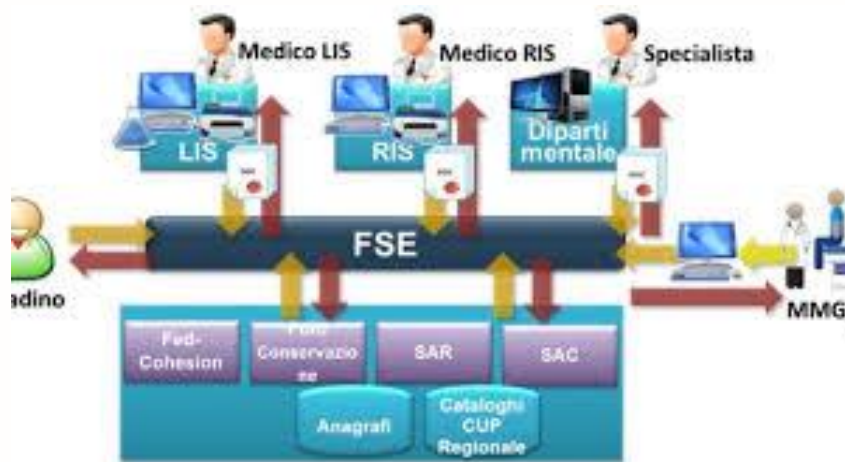 Medico LIS
Medico RIS
Specialista
LIS
RIS
Diparti
mentale
FSE
adino
MMG
Fed-
Cohesion
Conservazio
ne
SAR
SAC
Anagrafi
Cataloghi
CUP
Regionale